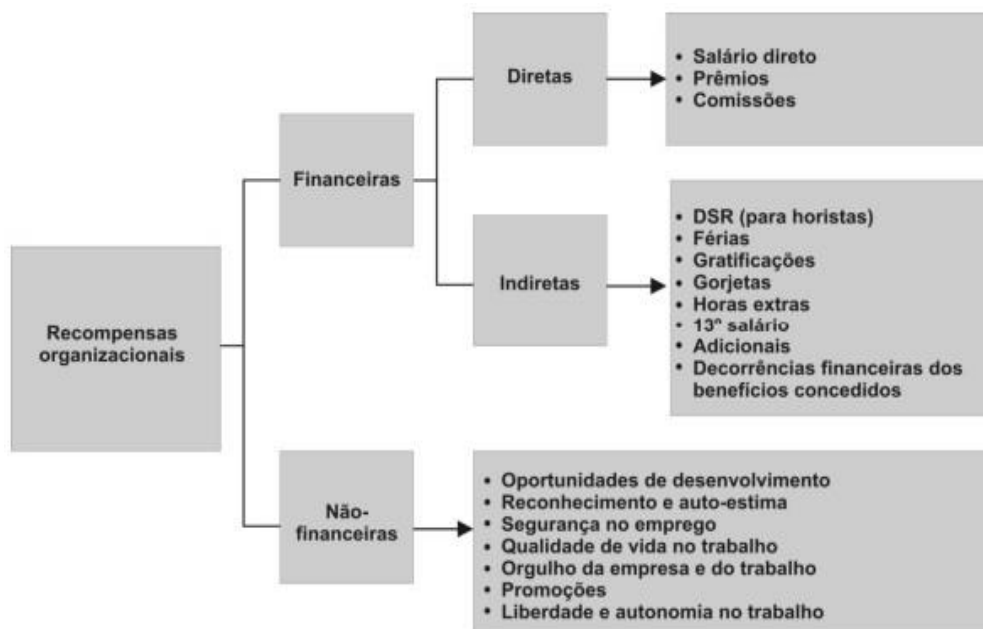 Recompensas
organizacionais
Financeiras
Diretas
• Salário direto
• Prêmios
• Comissões
Indiretas
• DSR (para horistas)
• Férias
• Gratificações
• Gorjetas
• Horas extras
• 13º salário
• Adicionais
• Decorrências financeiras dos
benefícios concedidos
Não-
financeiras
• Oportunidades de desenvolvimento
• Reconhecimento e auto-estima
• Segurança no emprego
• Qualidade de vida no trabalho
• Orgulho da empresa e do trabalho
• Promoções
• Liberdade e autonomia no trabalho